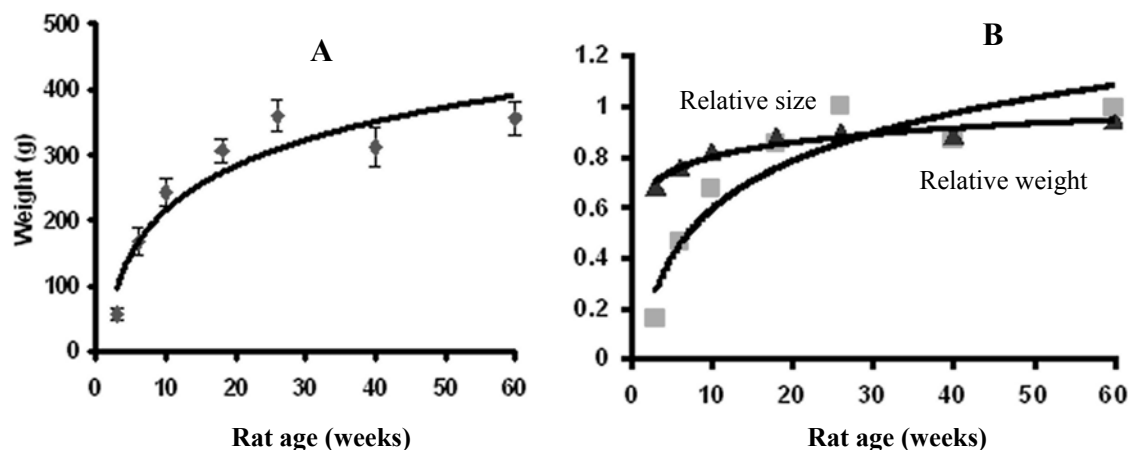 A
Weight (g)
500
400
300
200
100
0
0 10 20 30 40 50 60
Rat age (weeks)
B
1.2
1
0.8
0.6
0.4
0.2
0
Relative size
Relative weight
0 10 20 30 40 50 60
Rat age (weeks)